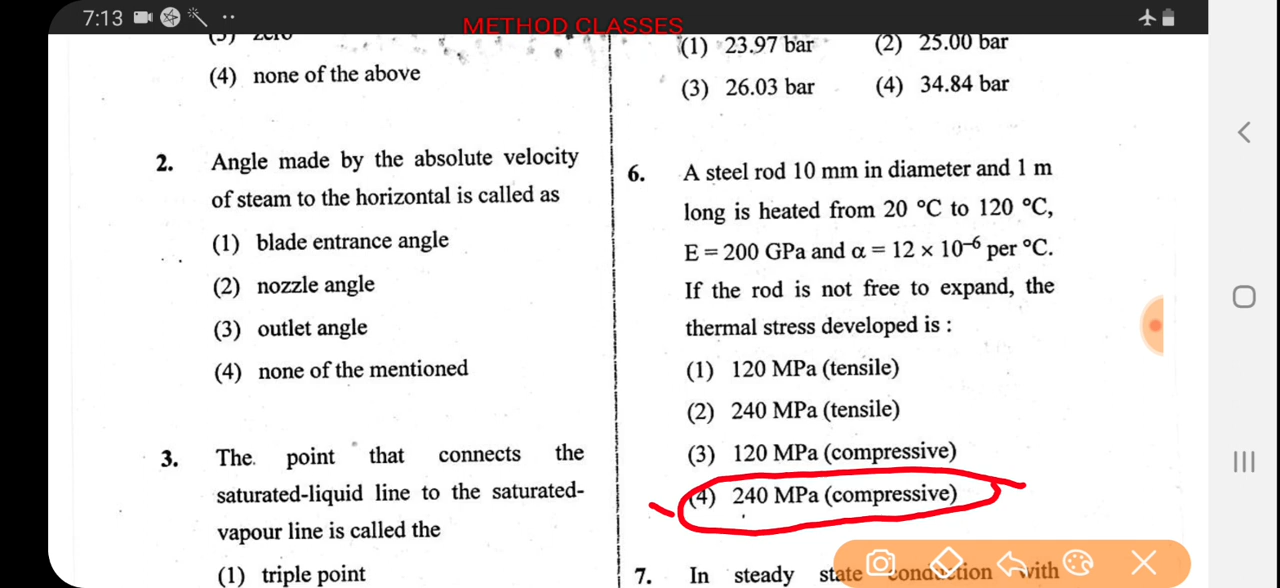 7:13
METHOD CLASSES
(3) zero
(4) none of the above
2. Angle made by the absolute velocity
of steam to the horizontal is called as
(1) blade entrance angle
(2) nozzle angle
(3) outlet angle
(4) none of the mentioned
3. The point that connects the
saturated-liquid line to the saturated-
vapour line is called the
(1) triple point
(1) 23.97 bar (2) 25.00 bar
(3) 26.03 bar (4) 34.84 bar
6. A steel rod 10 mm in diameter and 1 m
long is heated from 20 °C to 120 °C,
E = 200 GPa and α = 12 × 10⁻⁶ per °C.
If the rod is not free to expand, the
thermal stress developed is :
(1) 120 MPa (tensile)
(2) 240 MPa (tensile)
(3) 120 MPa (compressive)
(4) 240 MPa (compressive)
7. In steady state conduction with